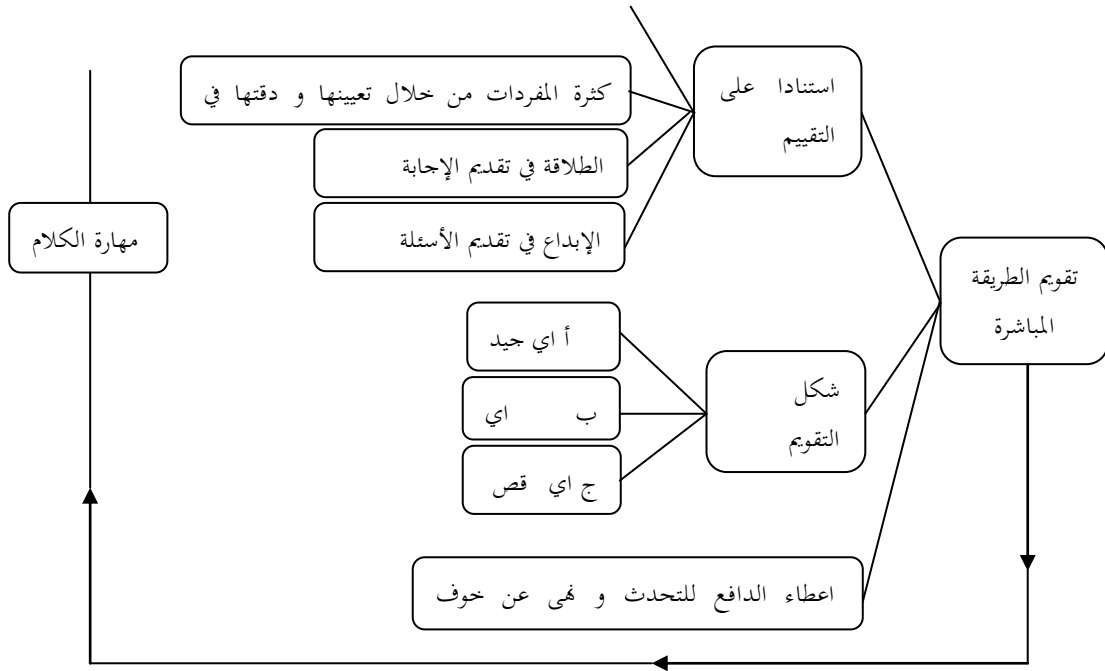 استنادا على
التقييم
كثرة المفردات من خلال تعيينها و دقتها في
الطلاقة في تقديم الإجابة
الإبداع في تقديم الأسئلة
مهارة الكلام
تقويم الطريقة
المباشرة
شكل
التقويم
أ اي جيد
ب اي
ج اي قص
اعطاء الدافع للتحدث و نهى عن خوف